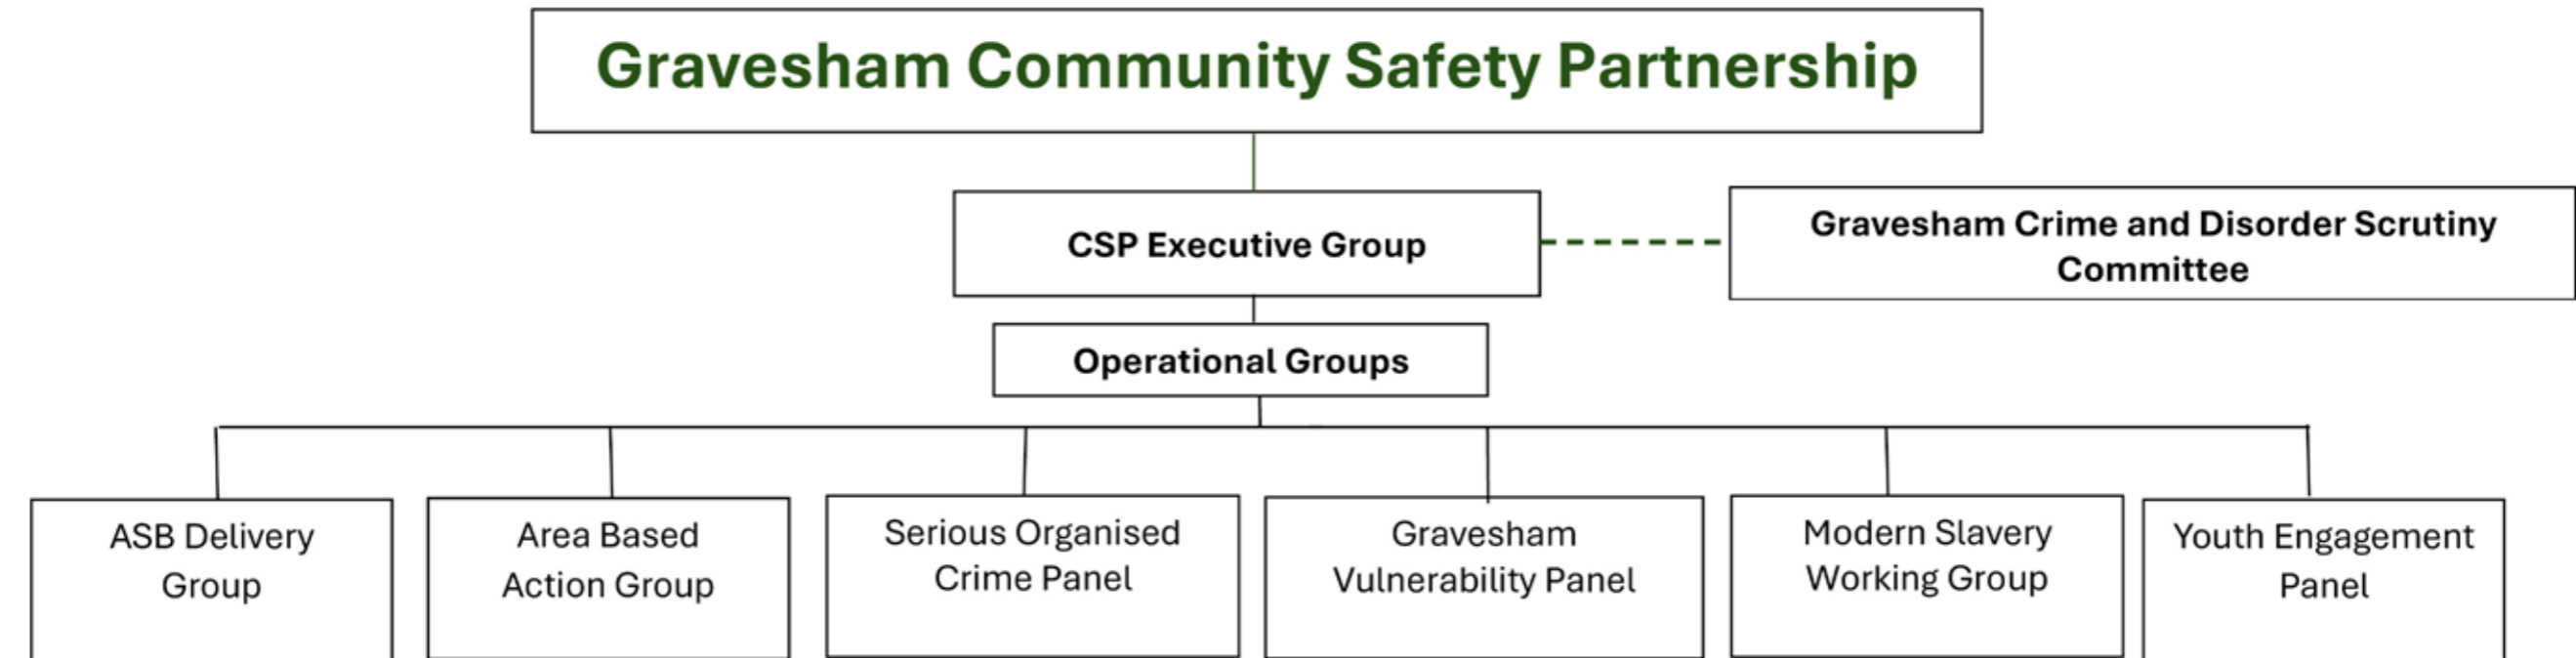 Gravesham Community Safety Partnership
CSP Executive Group
Gravesham Crime and Disorder Scrutiny
Committee
Operational Groups
ASB Delivery
Group
Area Based
Action Group
Serious Organised
Crime Panel
Gravesham
Vulnerability Panel
Modern Slavery
Working Group
Youth Engagement
Panel